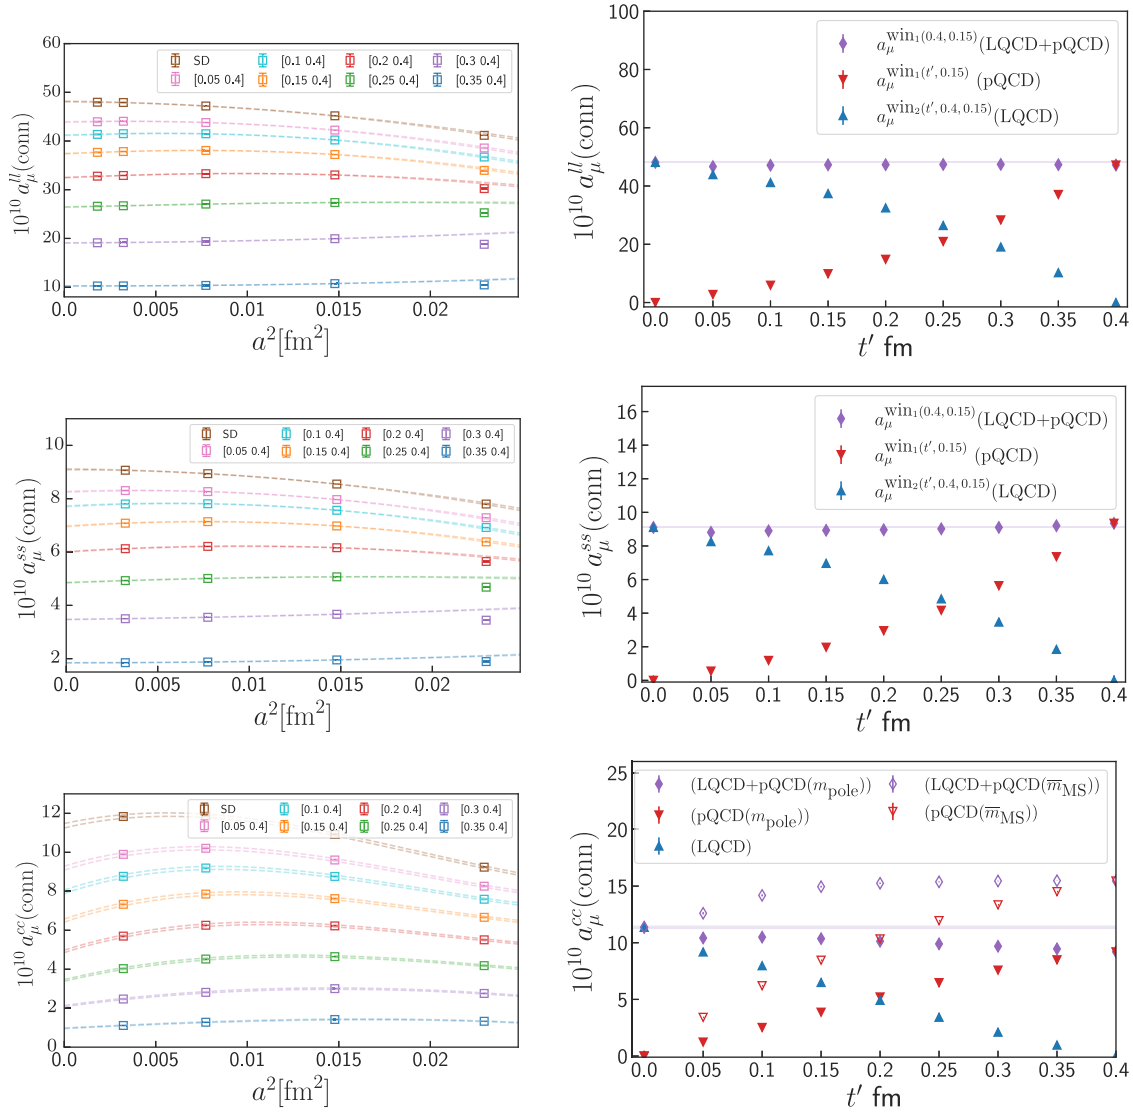 60
50
40
30
20
10
10¹⁰ a_μ^{ll}(conn)
SD
[0.05 0.4]
[0.1 0.4]
[0.15 0.4]
[0.2 0.4]
[0.25 0.4]
[0.3 0.4]
[0.35 0.4]
0.0 0.005 0.01 0.015 0.02
a²[fm²]
100
80
60
40
20
0
10¹⁰ a_μ^{ll}(conn)
a_μ^{win₁(0.4,0.15)}(LQCD+pQCD)
a_μ^{win₁(t′,0.15)} (pQCD)
a_μ^{win₂(t′,0.4,0.15)}(LQCD)
0.0 0.05 0.1 0.15 0.2 0.25 0.3 0.35 0.4
t′ fm
10
8
6
4
2
10¹⁰ a_μ^{ss}(conn)
SD
[0.05 0.4]
[0.1 0.4]
[0.15 0.4]
[0.2 0.4]
[0.25 0.4]
[0.3 0.4]
[0.35 0.4]
0.0 0.005 0.01 0.015 0.02
a²[fm²]
16
14
12
10
8
6
4
2
0
10¹⁰ a_μ^{ss}(conn)
a_μ^{win₁(0.4,0.15)}(LQCD+pQCD)
a_μ^{win₁(t′,0.15)} (pQCD)
a_μ^{win₂(t′,0.4,0.15)}(LQCD)
0.0 0.05 0.1 0.15 0.2 0.25 0.3 0.35 0.4
t′ fm
12
10
8
6
4
2
0
10¹⁰ a_μ^{cc}(conn)
SD
[0.05 0.4]
[0.1 0.4]
[0.15 0.4]
[0.2 0.4]
[0.25 0.4]
[0.3 0.4]
[0.35 0.4]
0.0 0.005 0.01 0.015 0.02
a²[fm²]
25
20
15
10
5
0
10¹⁰ a_μ^{cc}(conn)
(LQCD+pQCD(m_pole))
(pQCD(m_pole))
(LQCD)
(LQCD+pQCD(m̅_MS))
(pQCD(m̅_MS))
0.0 0.05 0.1 0.15 0.2 0.25 0.3 0.35 0.4
t′ fm